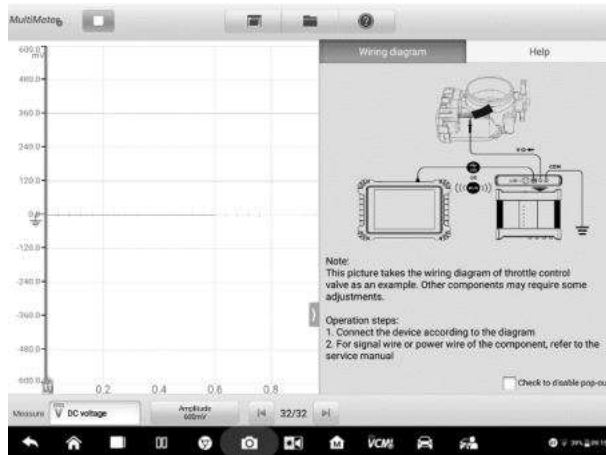 MultiMeter
Wiring diagram
Help
600.0
mV
480.0
360.0
240.0
120.0
-120.0
-240.0
-360.0
-480.0
0.2
0.4
0.6
0.8
COM
Note:
This picture takes the wiring diagram of throttle control
valve as an example. Other components may require some
adjustments.
Operation steps:
1. Connect the device according to the diagram
2. For signal wire or power wire of the component, refer to the
service manual
Check to disable pop-ou
Measure
DC voltage
Amplitude
600mV
32/32
VCMI